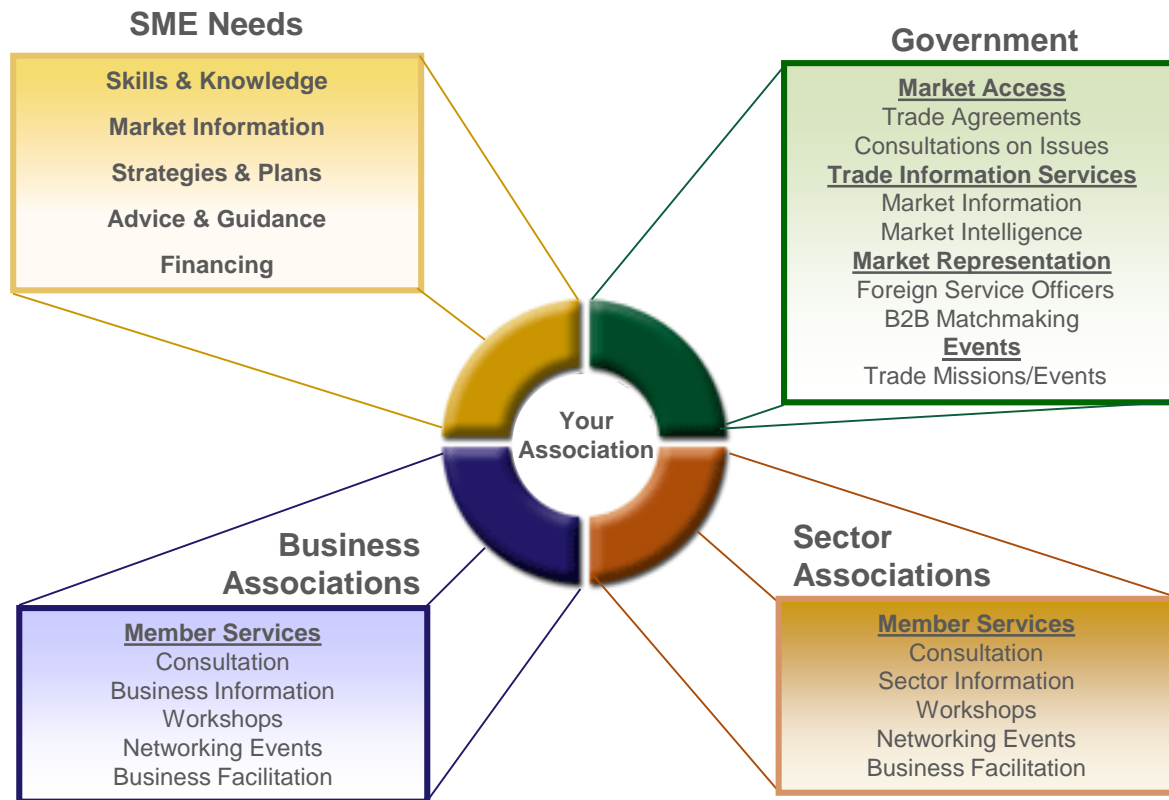 SME Needs
Skills & Knowledge
Market Information
Strategies & Plans
Advice & Guidance
Financing
Government
Market Access
Trade Agreements
Consultations on Issues
Trade Information Services
Market Information
Market Intelligence
Market Representation
Foreign Service Officers
B2B Matchmaking
Events
Trade Missions/Events
Your
Association
Business
Associations
Member Services
Consultation
Business Information
Workshops
Networking Events
Business Facilitation
Sector
Associations
Member Services
Consultation
Sector Information
Workshops
Networking Events
Business Facilitation